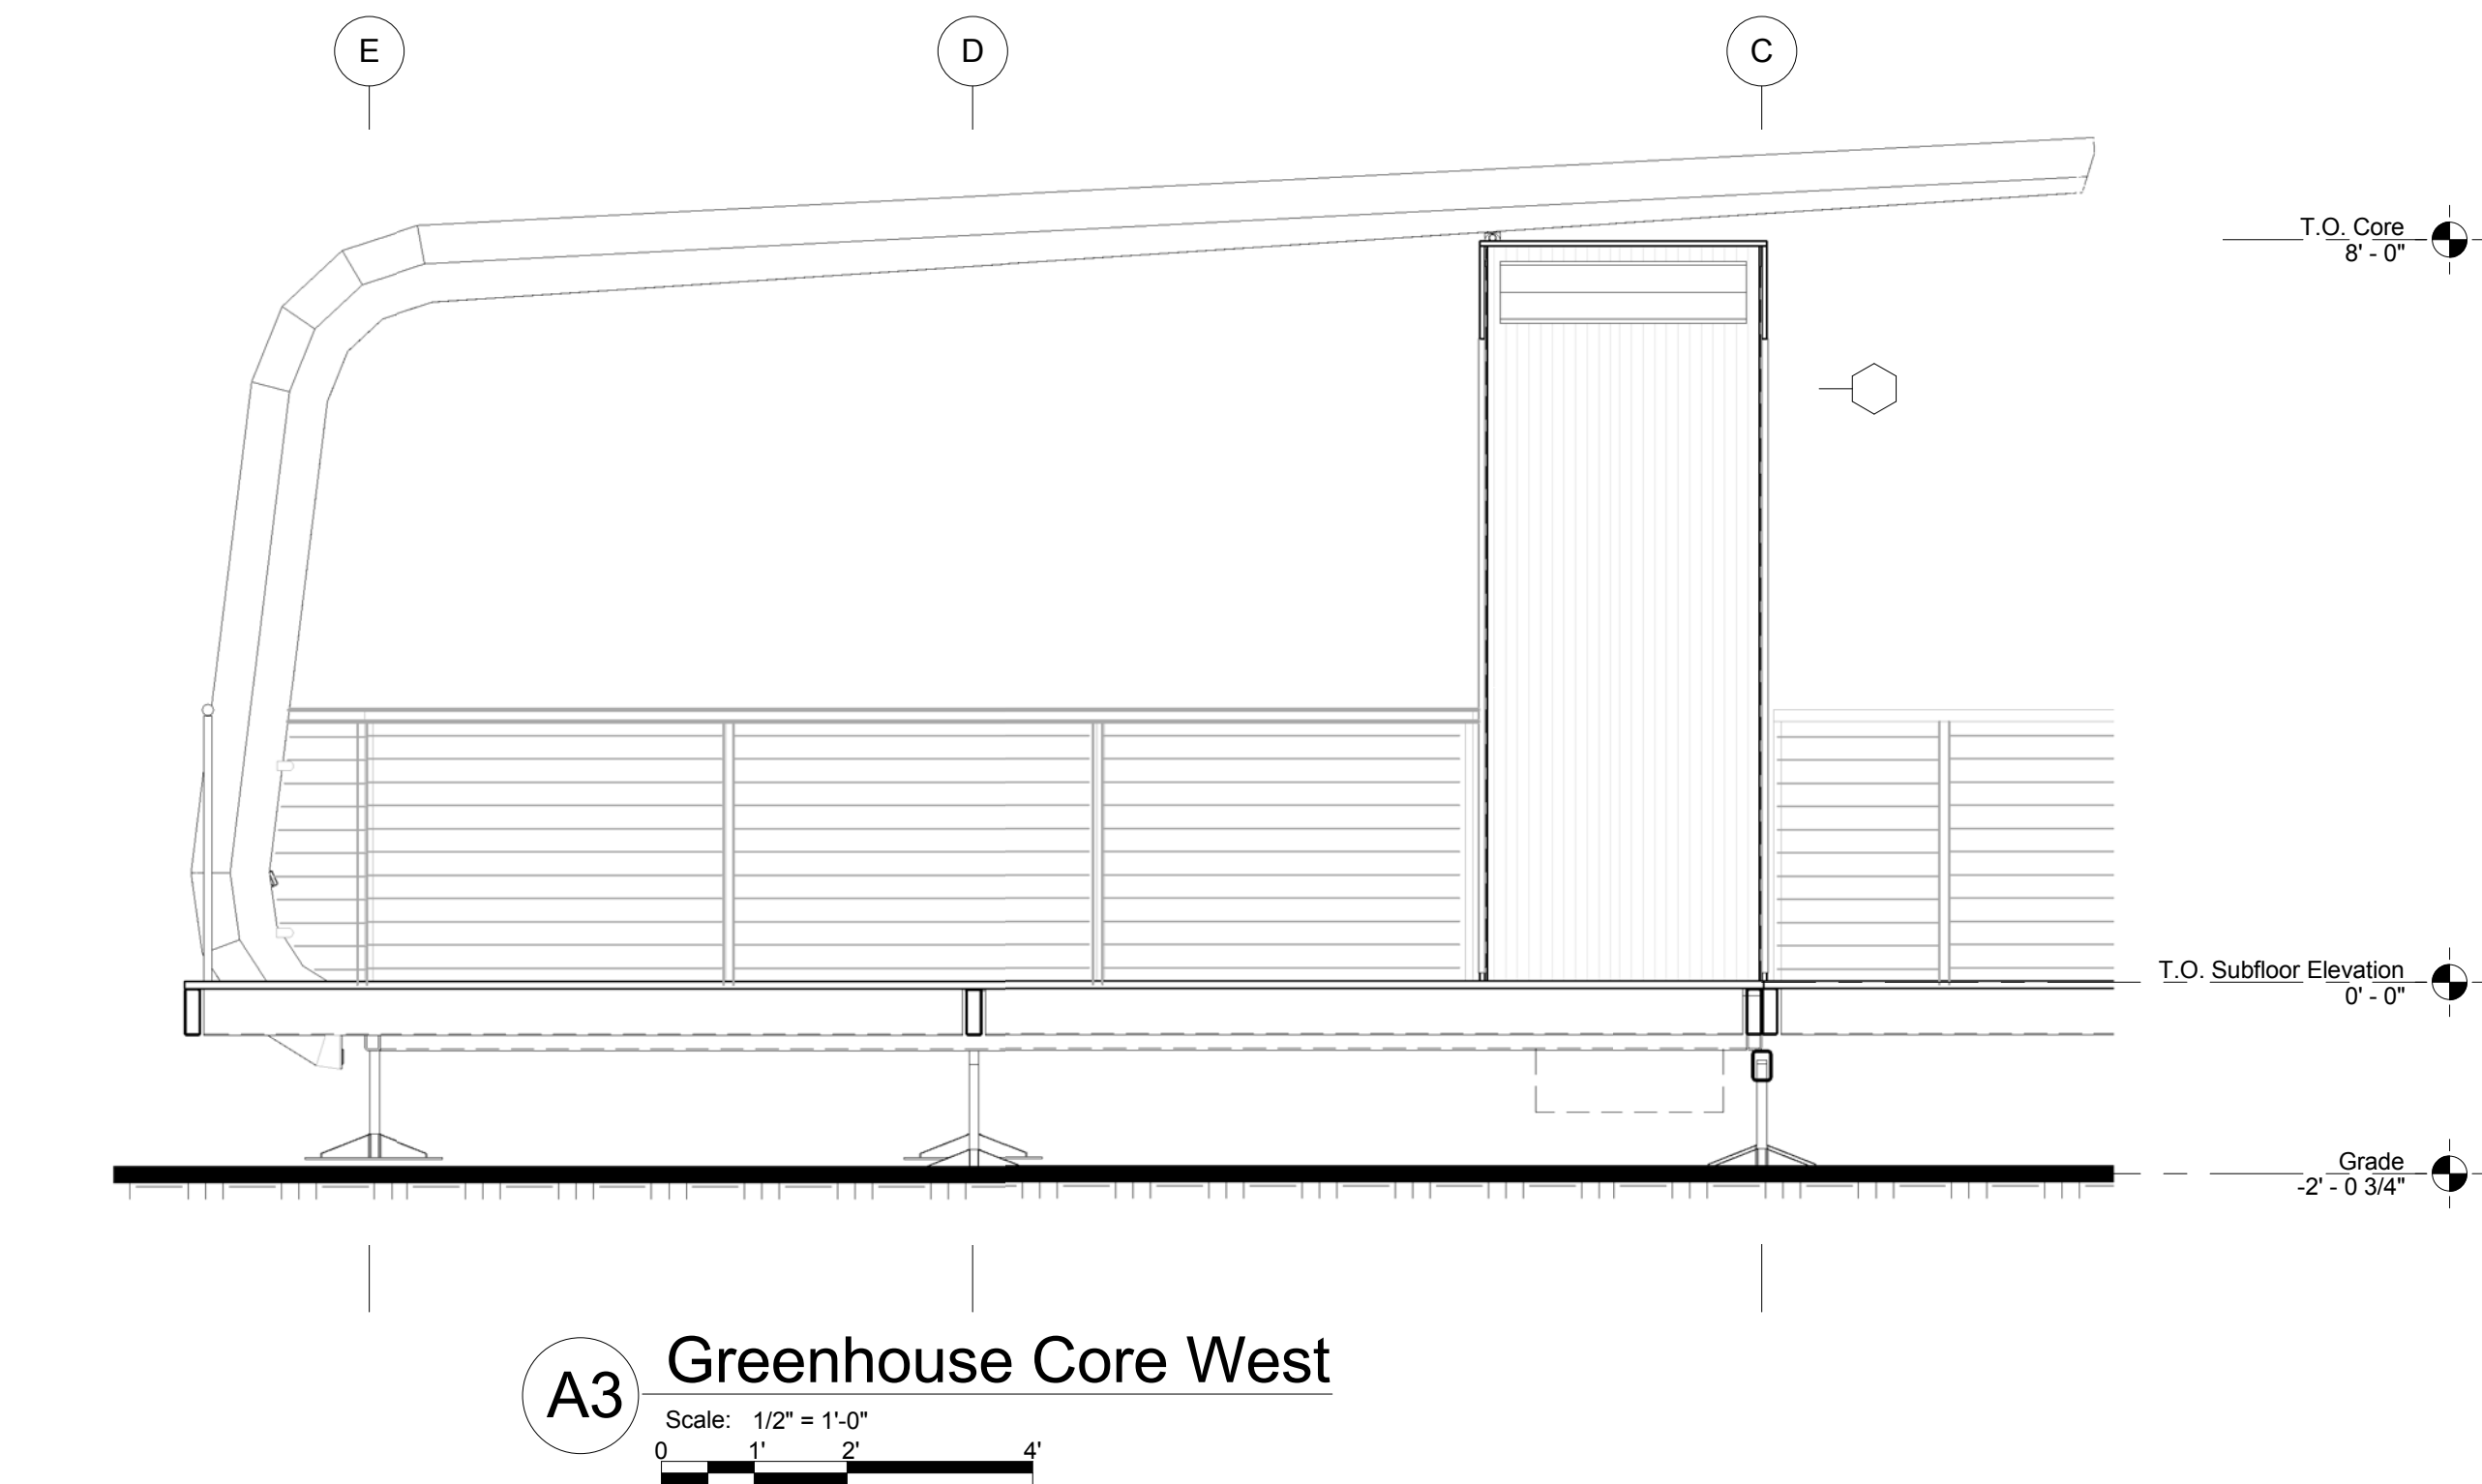 E
D
C
T.O. Core
8' - 0"
T.O. Subfloor Elevation
0' - 0"
Grade
-2' - 0 3/4"
A3
Greenhouse Core West
Scale: 1/2" = 1'-0"
0 1' 2' 4'